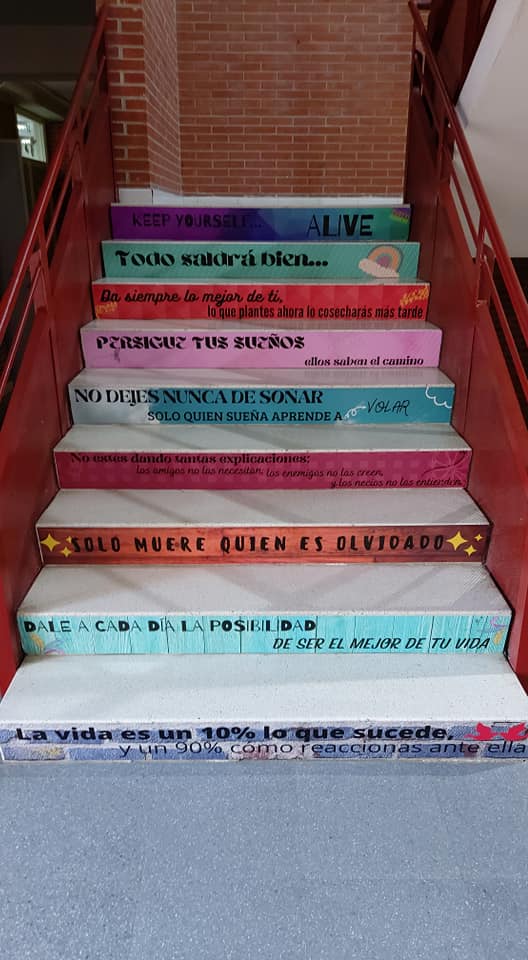 KEEP YOURSELF... ALIVE
Todo saldrá bien...
Da siempre lo mejor de ti,
lo que plantes ahora lo cosecharás más tarde
PERSIGUE TUS SUEÑOS
ellos saben el camino
NO DEJES NUNCA DE SOÑAR
SOLO QUIEN SUEÑA APRENDE A VOLAR
No estes dando tantas explicaciones:
los amigos no las necesitan, los enemigos no las creen,
y los necios no las entienden
SOLO MUERE QUIEN ES OLVIDADO
DALE A CADA DÍA LA POSIBILIDAD
DE SER EL MEJOR DE TU VIDA
La vida es un 10% lo que sucede,
y un 90% cómo reaccionas ante ella